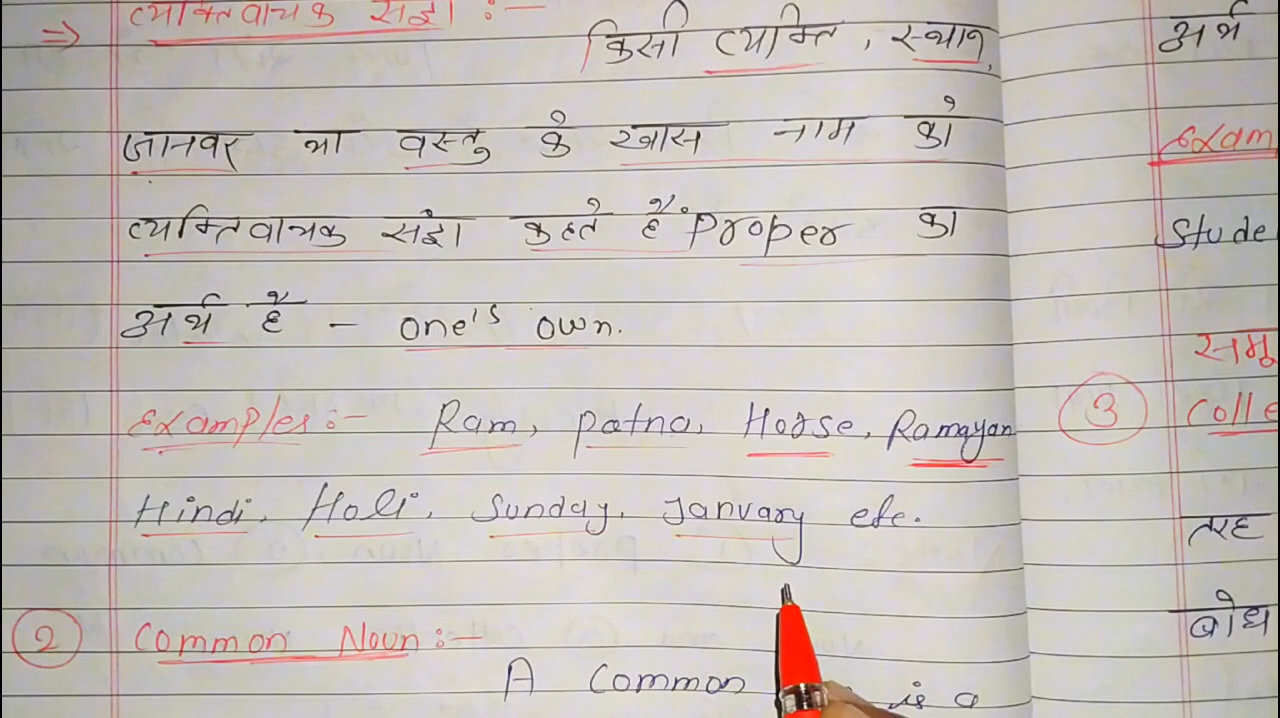 ⇒ व्यक्तिवाचक संज्ञा :-
किसी व्यक्ति, स्थान,
जानवर या वस्तु के खास नाम को
व्यक्तिवाचक संज्ञा कहते हैं। Proper का
अर्थ है - one's own.
Examples :- Ram, Patna, Horse, Ramayan
Hindi, Holi, Sunday, January etc.
2 Common Noun :-
A Common is a
अर्थ
Exam
Stude
समू
3 Colle
तरह
बोध